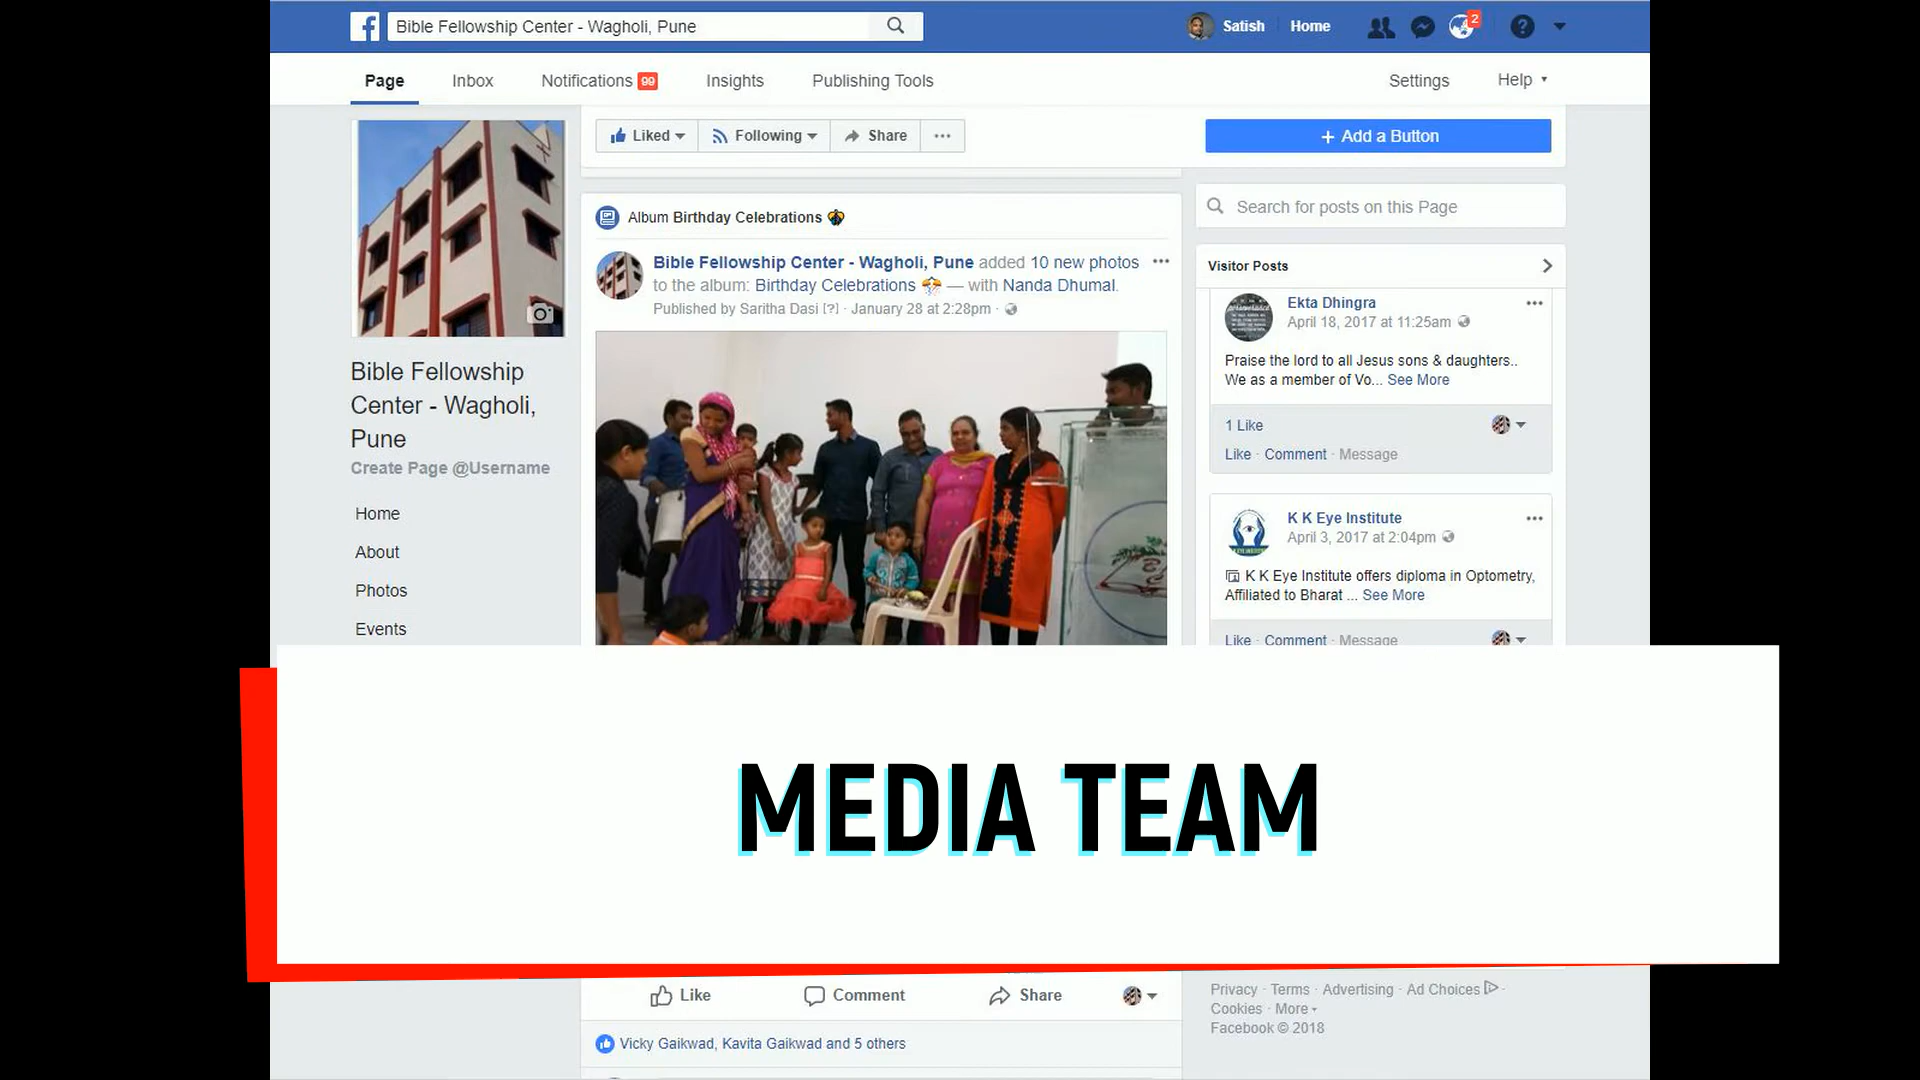 Bible Fellowship Center - Wagholi, Pune
Satish
Home
2
Page
Inbox
Notifications 99
Insights
Publishing Tools
Settings
Help
Liked
Following
Share
+ Add a Button
Album Birthday Celebrations
Bible Fellowship Center - Wagholi, Pune added 10 new photos
to the album: Birthday Celebrations — with Nanda Dhumal.
Published by Saritha Dasi [?] · January 28 at 2:28pm ·
Bible Fellowship
Center - Wagholi,
Pune
Create Page @Username
Home
About
Photos
Events
Search for posts on this Page
Visitor Posts
Ekta Dhingra
April 18, 2017 at 11:25am
Praise the lord to all Jesus sons & daughters..
We as a member of Vo... See More
1 Like
Like · Comment · Message
K K Eye Institute
April 3, 2017 at 2:04pm
K K Eye Institute offers diploma in Optometry,
Affiliated to Bharat ... See More
Like · Comment · Message
MEDIA TEAM
Like
Comment
Share
Vicky Gaikwad, Kavita Gaikwad and 5 others
Privacy · Terms · Advertising · Ad Choices ·
Cookies · More
Facebook © 2018